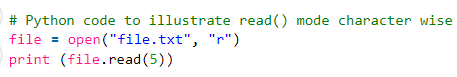 # Python code to illustrate read() mode character wise
file = open("file.txt", "r")
print (file.read(5))